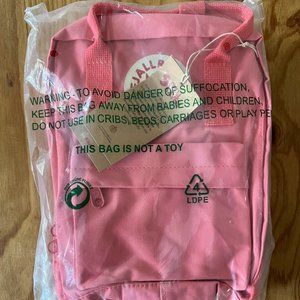 WARNING - TO AVOID DANGER OF SUFFOCATION,
KEEP THIS BAG AWAY FROM BABIES AND CHILDREN.
DO NOT USE IN CRIBS, BEDS, CARRIAGES OR PLAY PE
THIS BAG IS NOT A TOY
4
LDPE